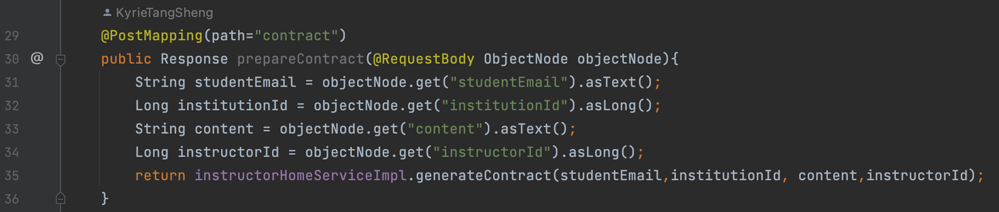 KyrieTangSheng
29 @PostMapping(path="contract")
30 @ public Response prepareContract(@RequestBody ObjectNode objectNode){
31 String studentEmail = objectNode.get("studentEmail").asText();
32 Long institutionId = objectNode.get("institutionId").asLong();
33 String content = objectNode.get("content").asText();
34 Long instructorId = objectNode.get("instructorId").asLong();
35 return instructorHomeServiceImpl.generateContract(studentEmail,institutionId, content,instructorId);
36 }